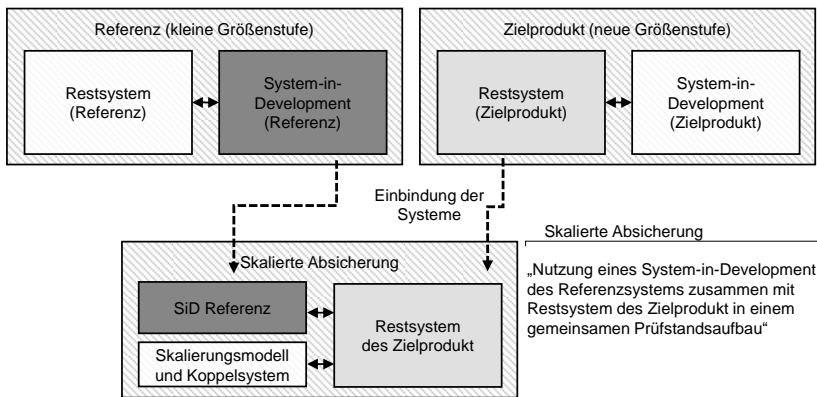 Referenz (kleine Größenstufe)
Restsystem
(Referenz)
System-in-
Development
(Referenz)
Zielprodukt (neue Größenstufe)
Restsystem
(Zielprodukt)
System-in-
Development
(Zielprodukt)
Einbindung der
Systeme
Skalierte Absicherung
SiD Referenz
Skalierungsmodell
und Koppelsystem
Restsystem
des Zielprodukt
Skalierte Absicherung
„Nutzung eines System-in-Development
des Referenzsystems zusammen mit
Restsystem des Zielprodukt in einem
gemeinsamen Prüfstandsaufbau“